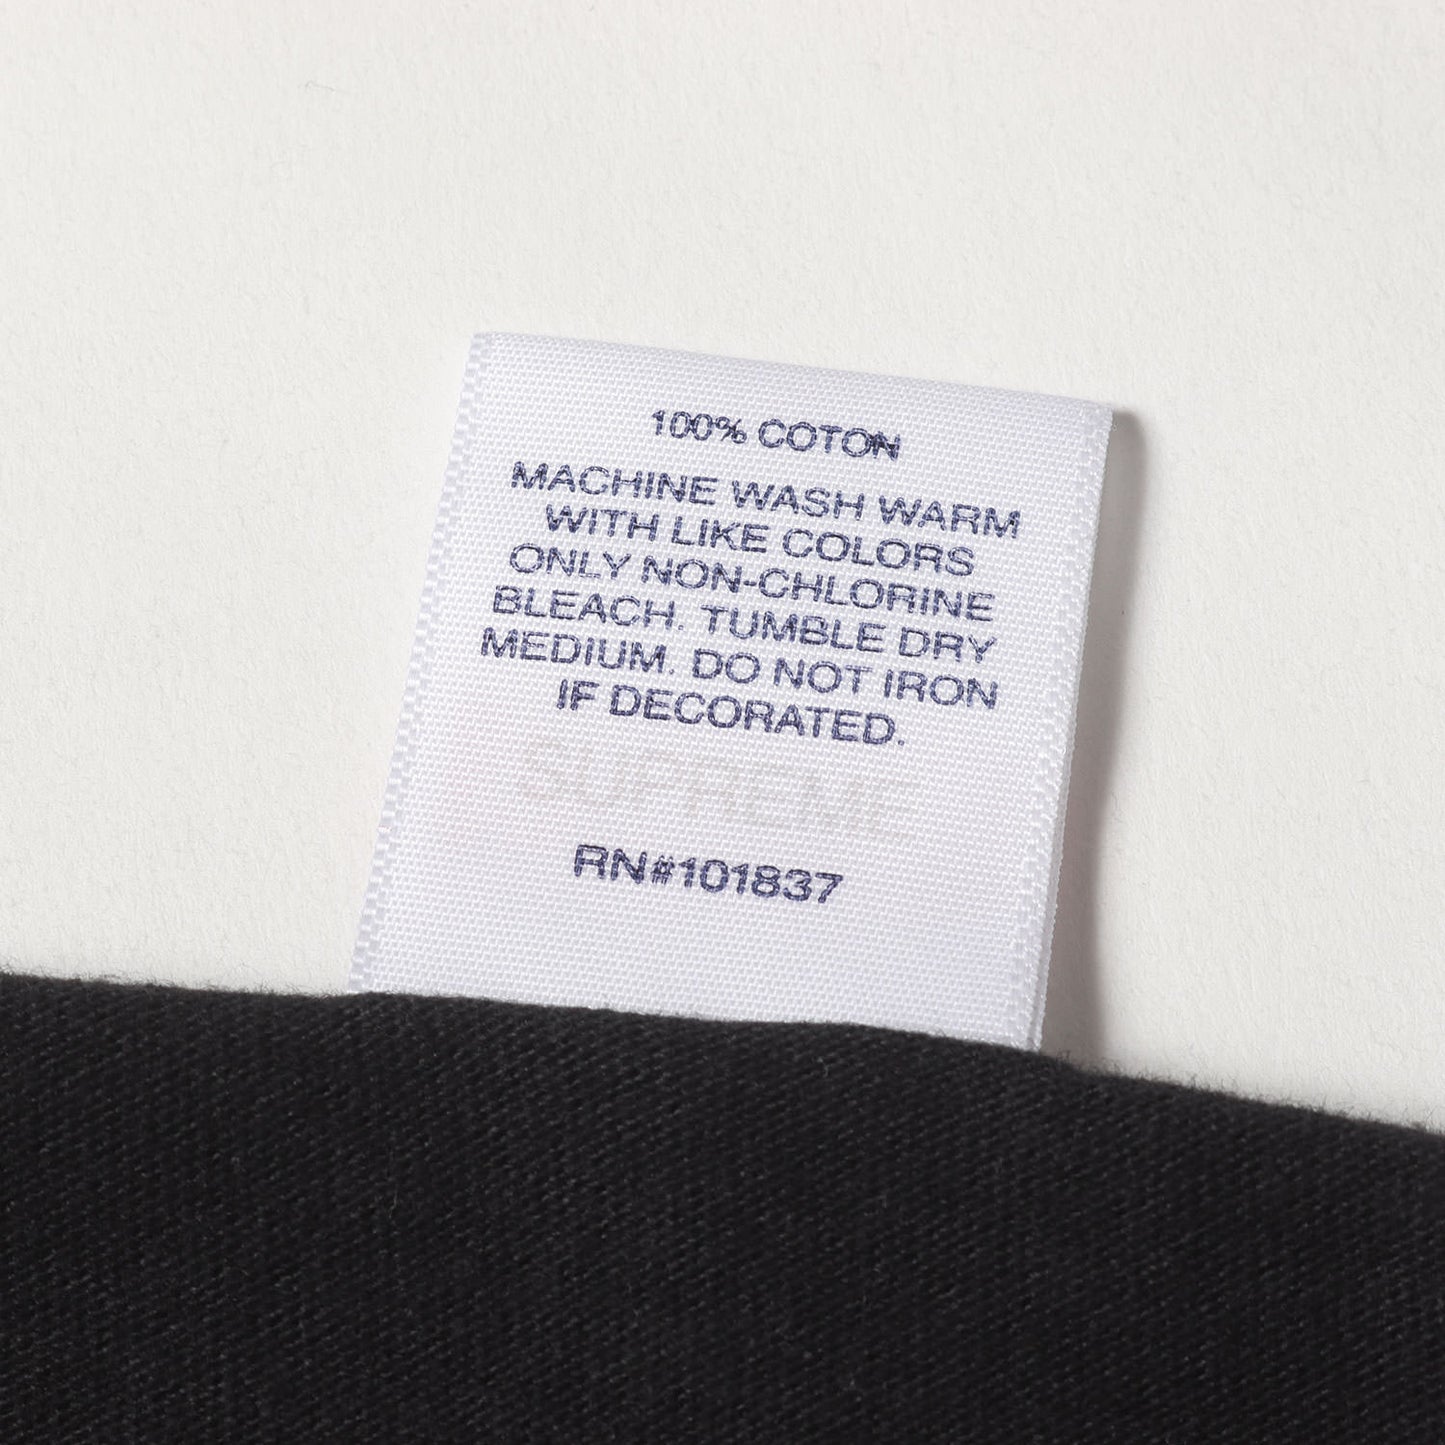 100% COTON
MACHINE WASH WARM
WITH LIKE COLORS
ONLY NON-CHLORINE
BLEACH. TUMBLE DRY
MEDIUM. DO NOT IRON
IF DECORATED.
SUPREME
RN#101837